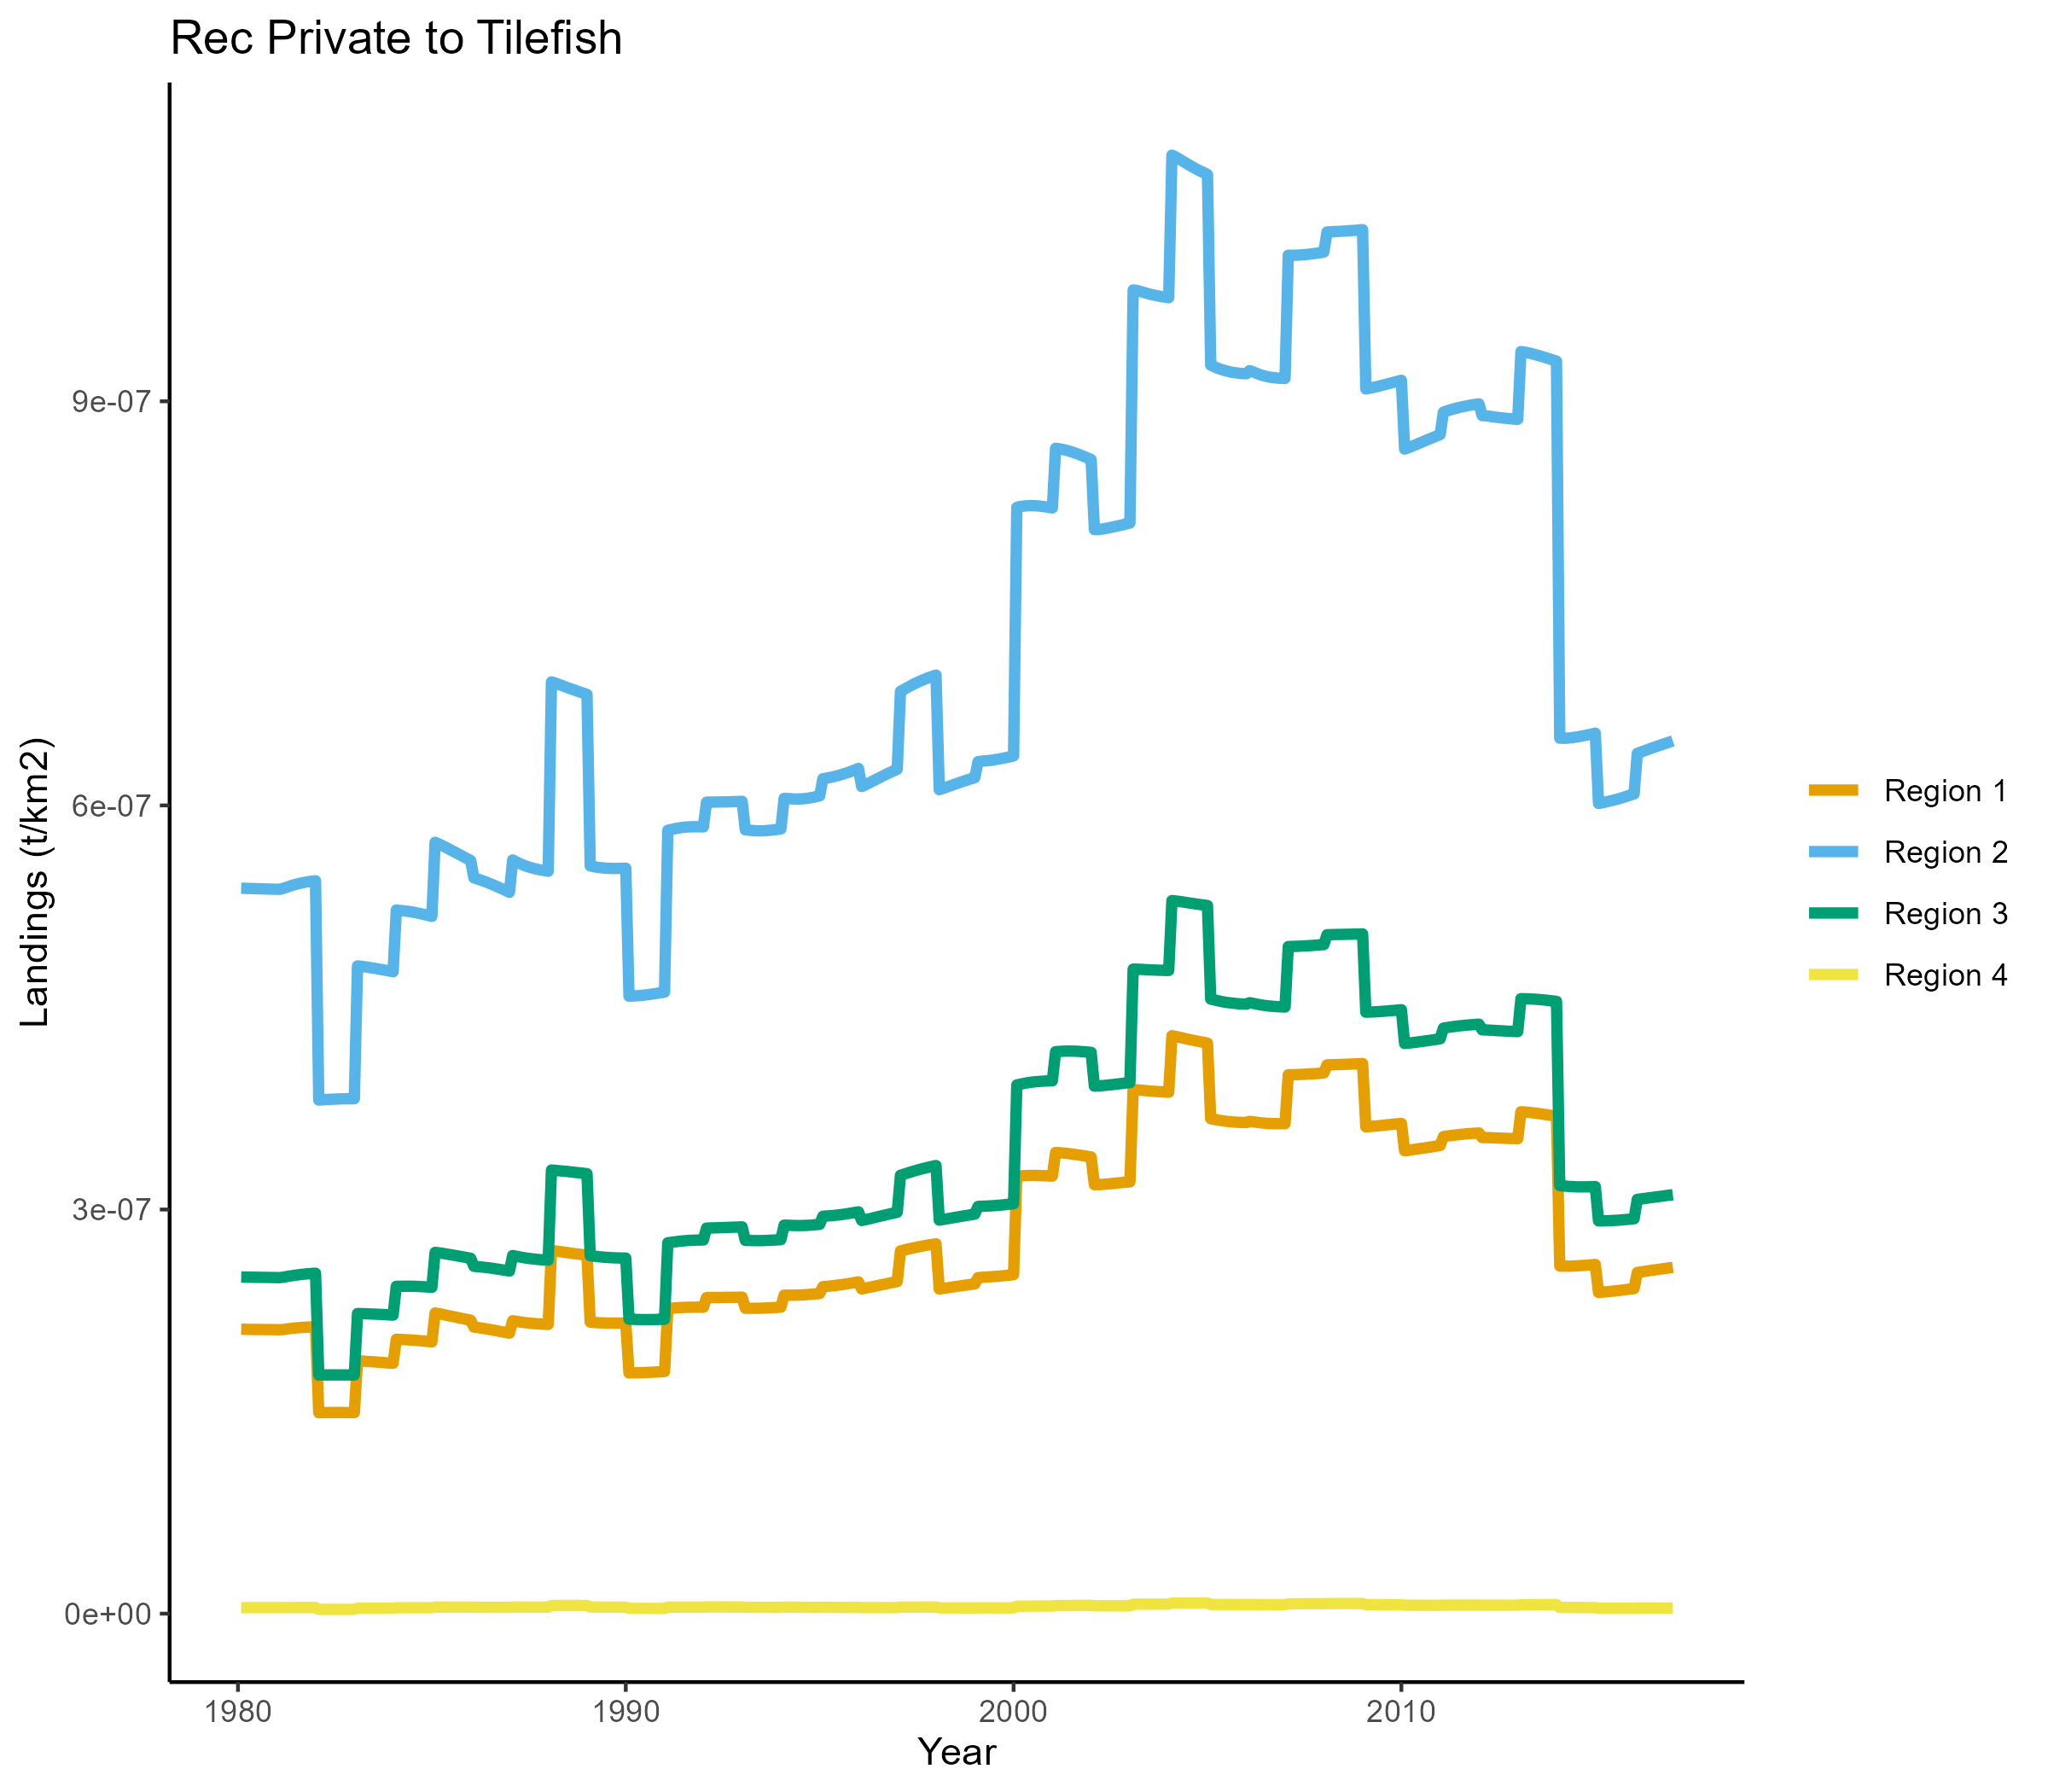 Rec Private to Tilefish
Landings (t/km2)
9e-07
6e-07
3e-07
0e+00
1980
1990
2000
2010
Year
Region 1
Region 2
Region 3
Region 4